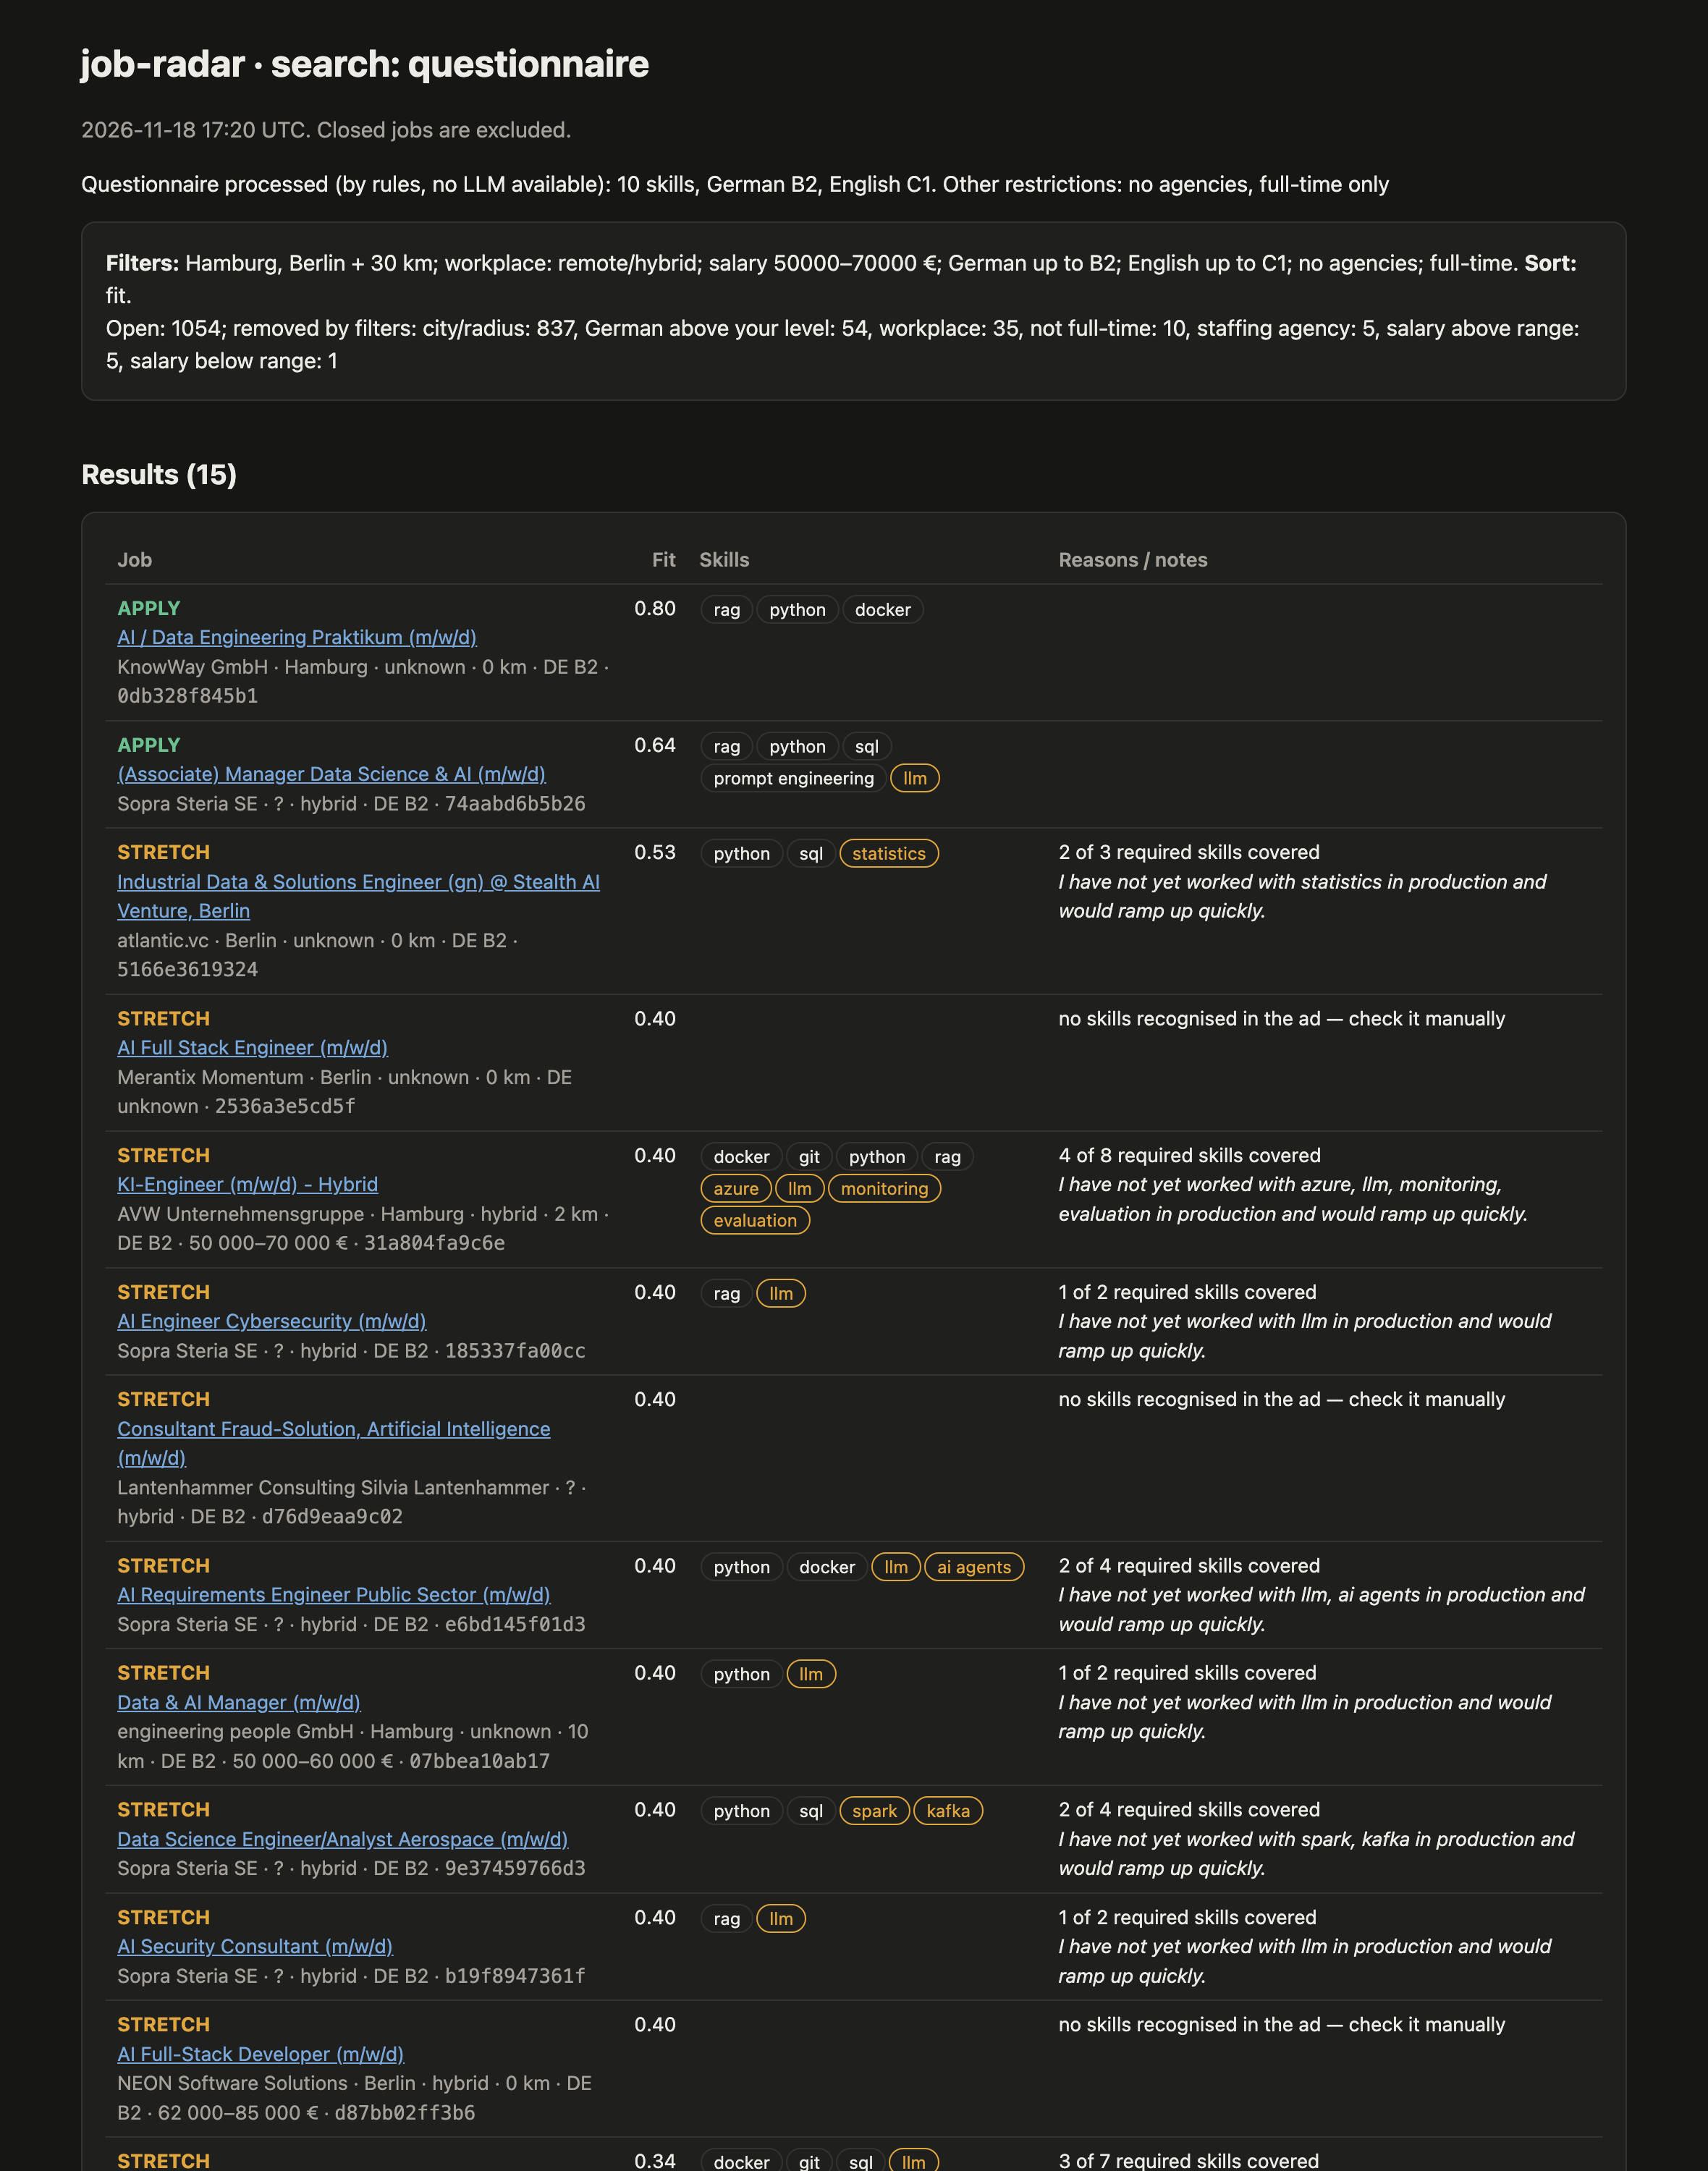 job-radar · search: questionnaire
2026-11-18 17:20 UTC. Closed jobs are excluded.
Questionnaire processed (by rules, no LLM available): 10 skills, German B2, English C1. Other restrictions: no agencies, full-time only
Filters: Hamburg, Berlin + 30 km; workplace: remote/hybrid; salary 50000–70000 €; German up to B2; English up to C1; no agencies; full-time. Sort:
fit.
Open: 1054; removed by filters: city/radius: 837, German above your level: 54, workplace: 35, not full-time: 10, staffing agency: 5, salary above range:
5, salary below range: 1
Results (15)
Job Fit Skills Reasons / notes
APPLY 0.80 rag python docker
AI / Data Engineering Praktikum (m/w/d)
KnowWay GmbH · Hamburg · unknown · 0 km · DE B2 ·
0db328f845b1
APPLY 0.64 rag python sql
(Associate) Manager Data Science & AI (m/w/d) prompt engineering llm
Sopra Steria SE · ? · hybrid · DE B2 · 74aabd6b5b26
STRETCH 0.53 python sql statistics 2 of 3 required skills covered
Industrial Data & Solutions Engineer (gn) @ Stealth AI I have not yet worked with statistics in production and
Venture, Berlin would ramp up quickly.
atlantic.vc · Berlin · unknown · 0 km · DE B2 ·
5166e3619324
STRETCH 0.40 no skills recognised in the ad — check it manually
AI Full Stack Engineer (m/w/d)
Merantix Momentum · Berlin · unknown · 0 km · DE
unknown · 2536a3e5cd5f
STRETCH 0.40 docker git python rag 4 of 8 required skills covered
KI-Engineer (m/w/d) - Hybrid azure llm monitoring I have not yet worked with azure, llm, monitoring,
AVW Unternehmensgruppe · Hamburg · hybrid · 2 km · evaluation evaluation in production and would ramp up quickly.
DE B2 · 50 000–70 000 € · 31a804fa9c6e
STRETCH 0.40 rag llm 1 of 2 required skills covered
AI Engineer Cybersecurity (m/w/d) I have not yet worked with llm in production and would
Sopra Steria SE · ? · hybrid · DE B2 · 185337fa00cc ramp up quickly.
STRETCH 0.40 no skills recognised in the ad — check it manually
Consultant Fraud-Solution, Artificial Intelligence
(m/w/d)
Lantenhammer Consulting Silvia Lantenhammer · ? ·
hybrid · DE B2 · d76d9eaa9c02
STRETCH 0.40 python docker llm ai agents 2 of 4 required skills covered
AI Requirements Engineer Public Sector (m/w/d) I have not yet worked with llm, ai agents in production and
Sopra Steria SE · ? · hybrid · DE B2 · e6bd145f01d3 would ramp up quickly.
STRETCH 0.40 python llm 1 of 2 required skills covered
Data & AI Manager (m/w/d) I have not yet worked with llm in production and would
engineering people GmbH · Hamburg · unknown · 10 ramp up quickly.
km · DE B2 · 50 000–60 000 € · 07bbea10ab17
STRETCH 0.40 python sql spark kafka 2 of 4 required skills covered
Data Science Engineer/Analyst Aerospace (m/w/d) I have not yet worked with spark, kafka in production and
Sopra Steria SE · ? · hybrid · DE B2 · 9e37459766d3 would ramp up quickly.
STRETCH 0.40 rag llm 1 of 2 required skills covered
AI Security Consultant (m/w/d) I have not yet worked with llm in production and would
Sopra Steria SE · ? · hybrid · DE B2 · b19f8947361f ramp up quickly.
STRETCH 0.40 no skills recognised in the ad — check it manually
AI Full-Stack Developer (m/w/d)
NEON Software Solutions · Berlin · hybrid · 0 km · DE
B2 · 62 000–85 000 € · d87bb02ff3b6
STRETCH 0.34 docker git sql llm 3 of 7 required skills covered